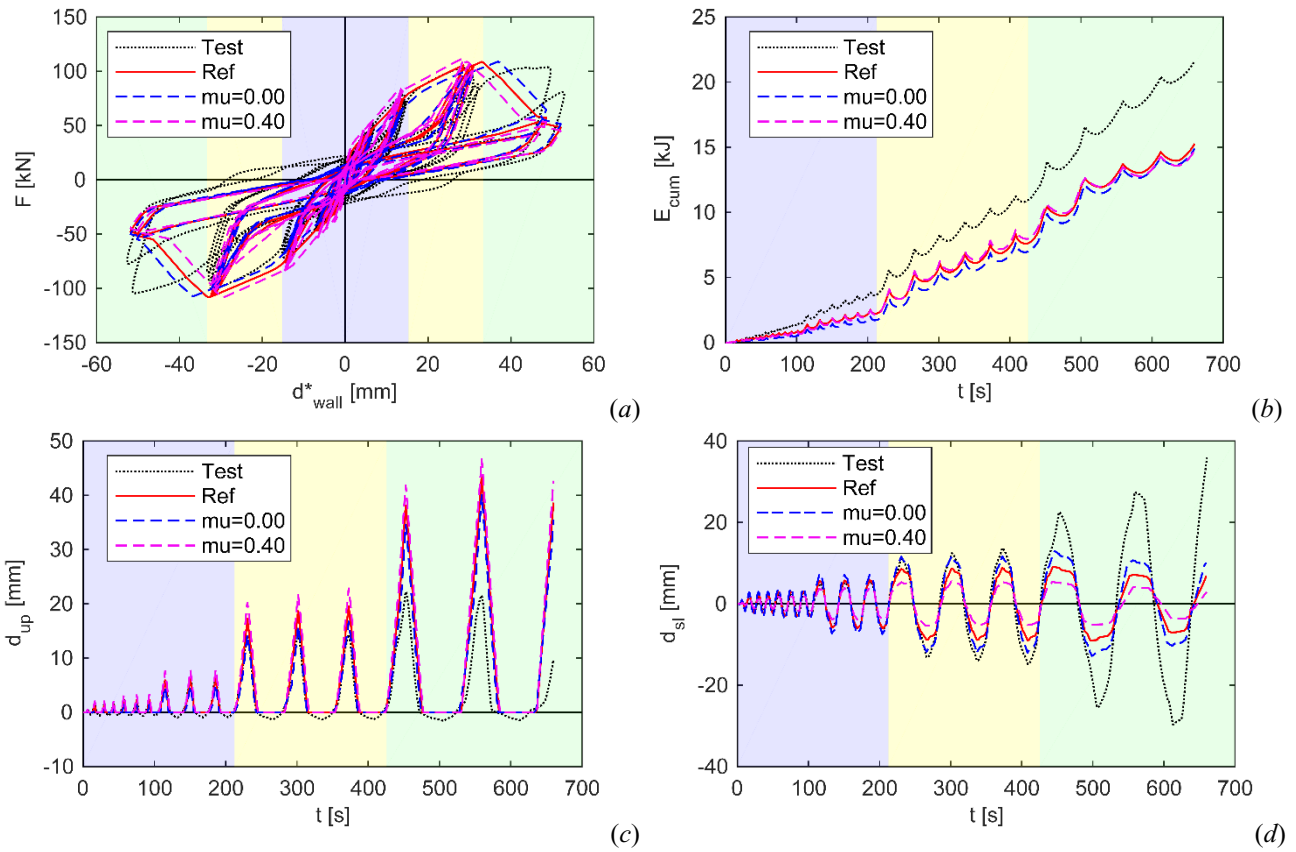 150
100
50
0
-50
-100
-150
F [kN]
-60 -40 -20 0 20 40 60
d*wall [mm]
Test
Ref
mu=0.00
mu=0.40
(a)
25
20
15
10
5
0
Ecum [kJ]
0 100 200 300 400 500 600 700
t [s]
Test
Ref
mu=0.00
mu=0.40
(b)
50
40
30
20
10
0
-10
dup [mm]
0 100 200 300 400 500 600 700
t [s]
Test
Ref
mu=0.00
mu=0.40
(c)
40
20
0
-20
-40
dsl [mm]
0 100 200 300 400 500 600 700
t [s]
Test
Ref
mu=0.00
mu=0.40
(d)